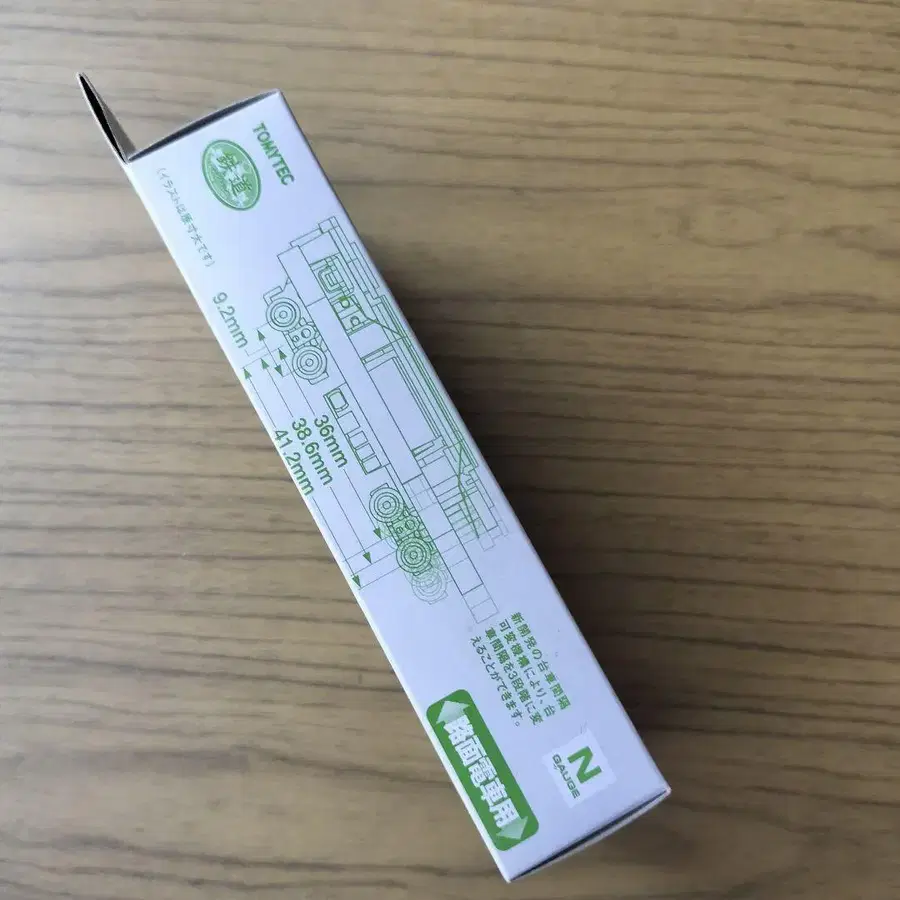 TOMYTEC
鉄道
(イラストは原寸大です)
9.2mm
36mm
38.6mm
41.2mm
新開発の台車間隔
可変機構により、台
車間隔を3段階に変
えることができます。
路面電車用
N
GAUGE